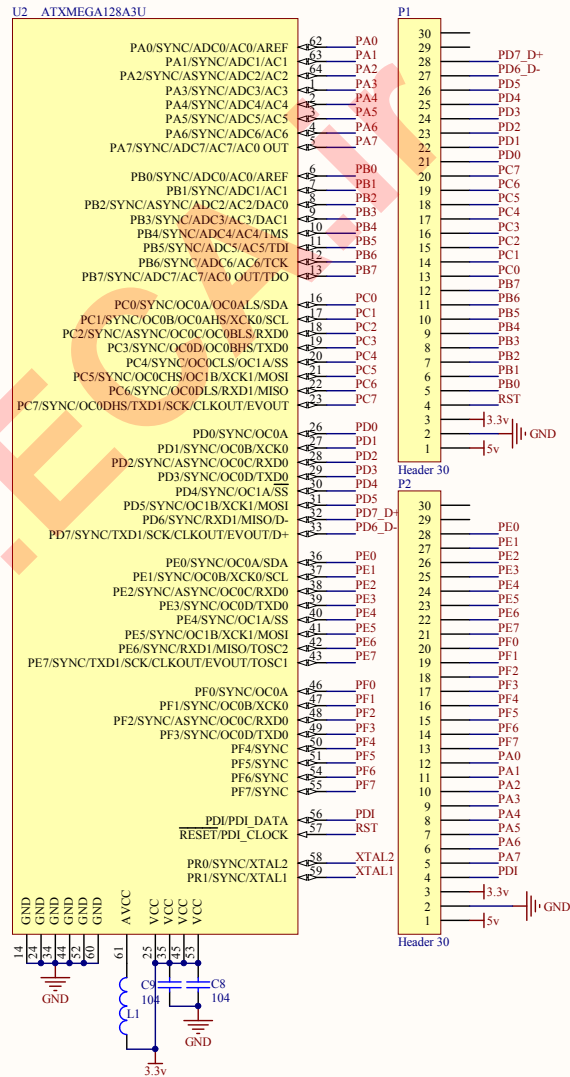 U2 ATXMEGA128A3U
PA0/SYNC/ADC0/AC0/AREF 62 PA0
PA1/SYNC/ADC1/AC1 63 PA1
PA2/SYNC/ASYNC/ADC2/AC2 64 PA2
PA3/SYNC/ADC3/AC3 1 PA3
PA4/SYNC/ADC4/AC4 2 PA4
PA5/SYNC/ADC5/AC5 3 PA5
PA6/SYNC/ADC6/AC6 4 PA6
PA7/SYNC/ADC7/AC7/AC0 OUT 5 PA7
PB0/SYNC/ADC0/AC0/AREF 6 PB0
PB1/SYNC/ADC1/AC1 7 PB1
PB2/SYNC/ASYNC/ADC2/AC2/DAC0 8 PB2
PB3/SYNC/ADC3/AC3/DAC1 9 PB3
PB4/SYNC/ADC4/AC4/TMS 10 PB4
PB5/SYNC/ADC5/AC5/TDI 11 PB5
PB6/SYNC/ADC6/AC6/TCK 12 PB6
PB7/SYNC/ADC7/AC7/AC0 OUT/TDO 13 PB7
PC0/SYNC/OC0A/OC0ALS/SDA 16 PC0
PC1/SYNC/OC0B/OC0AHS/XCK0/SCL 17 PC1
PC2/SYNC/ASYNC/OC0C/OC0BLS/RXD0 18 PC2
PC3/SYNC/OC0D/OC0BHS/TXD0 19 PC3
PC4/SYNC/OC0CLS/OC1A/SS 20 PC4
PC5/SYNC/OC0CHS/OC1B/XCK1/MOSI 21 PC5
PC6/SYNC/OC0DLS/RXD1/MISO 22 PC6
PC7/SYNC/OC0DHS/TXD1/SCK/CLKOUT/EVOUT 23 PC7
PD0/SYNC/OC0A 26 PD0
PD1/SYNC/OC0B/XCK0 27 PD1
PD2/SYNC/ASYNC/OC0C/RXD0 28 PD2
PD3/SYNC/OC0D/TXD0 29 PD3
PD4/SYNC/OC1A/SS 30 PD4
PD5/SYNC/OC1B/XCK1/MOSI 31 PD5
PD6/SYNC/RXD1/MISO/D- 32 PD7_D+
PD7/SYNC/TXD1/SCK/CLKOUT/EVOUT/D+ 33 PD6_D-
PE0/SYNC/OC0A/SDA 36 PE0
PE1/SYNC/OC0B/XCK0/SCL 37 PE1
PE2/SYNC/ASYNC/OC0C/RXD0 38 PE2
PE3/SYNC/OC0D/TXD0 39 PE3
PE4/SYNC/OC1A/SS 40 PE4
PE5/SYNC/OC1B/XCK1/MOSI 41 PE5
PE6/SYNC/RXD1/MISO/TOSC2 42 PE6
PE7/SYNC/TXD1/SCK/CLKOUT/EVOUT/TOSC1 43 PE7
PF0/SYNC/OC0A 46 PF0
PF1/SYNC/OC0B/XCK0 47 PF1
PF2/SYNC/ASYNC/OC0C/RXD0 48 PF2
PF3/SYNC/OC0D/TXD0 49 PF3
PF4/SYNC 50 PF4
PF5/SYNC 51 PF5
PF6/SYNC 54 PF6
PF7/SYNC 55 PF7
PDI/PDI_DATA 56 PDI
RESET/PDI_CLOCK 57 RST
PR0/SYNC/XTAL2 58 XTAL2
PR1/SYNC/XTAL1 59 XTAL1
GND GND GND GND GND GND AVCC VCC VCC VCC VCC
14 24 34 44 52 60 61 25 35 45 53
GND
L1
C9
104
C8
104
GND
3.3v
P1
30
29
28 PD7_D+
27 PD6_D-
26 PD5
25 PD4
24 PD3
23 PD2
22 PD1
21 PD0
20 PC7
19 PC6
18 PC5
17 PC4
16 PC3
15 PC2
14 PC1
13 PC0
12 PB7
11 PB6
10 PB5
9 PB4
8 PB3
7 PB2
6 PB1
5 PB0
4 RST
3 3.3v
2 GND
1 5v
Header 30
P2
30
29
28 PE0
27 PE1
26 PE2
25 PE3
24 PE4
23 PE5
22 PE6
21 PE7
20 PF0
19 PF1
18 PF2
17 PF3
16 PF4
15 PF5
14 PF6
13 PF7
12 PA0
11 PA1
10 PA2
9 PA3
8 PA4
7 PA5
6 PA6
5 PA7
4 PDI
3 3.3v
2 GND
1 5v
Header 30
.ECA.ir